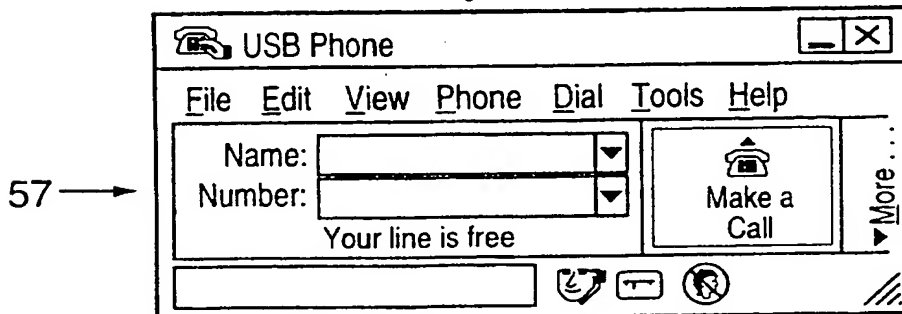 USB Phone
File Edit View Phone Dial Tools Help
Name:
Number:
Your line is free
Make a
Call
More...
57